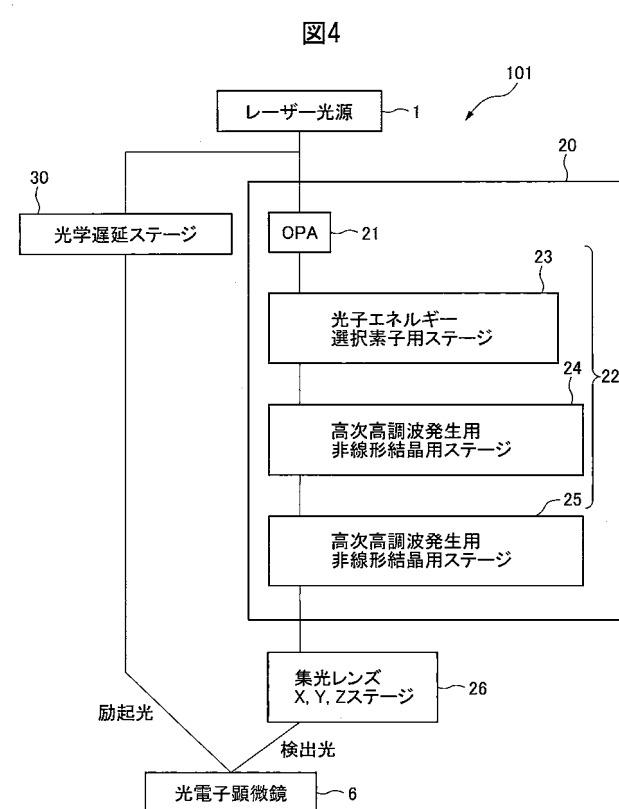 図4
101
レーザー光源
1
20
30
光学遅延ステージ
OPA
21
23
光子エネルギー
選択素子用ステージ
22
24
高次高調波発生用
非線形結晶用ステージ
25
高次高調波発生用
非線形結晶用ステージ
集光レンズ
X, Y, Zステージ
26
励起光
検出光
光電子顕微鏡
6